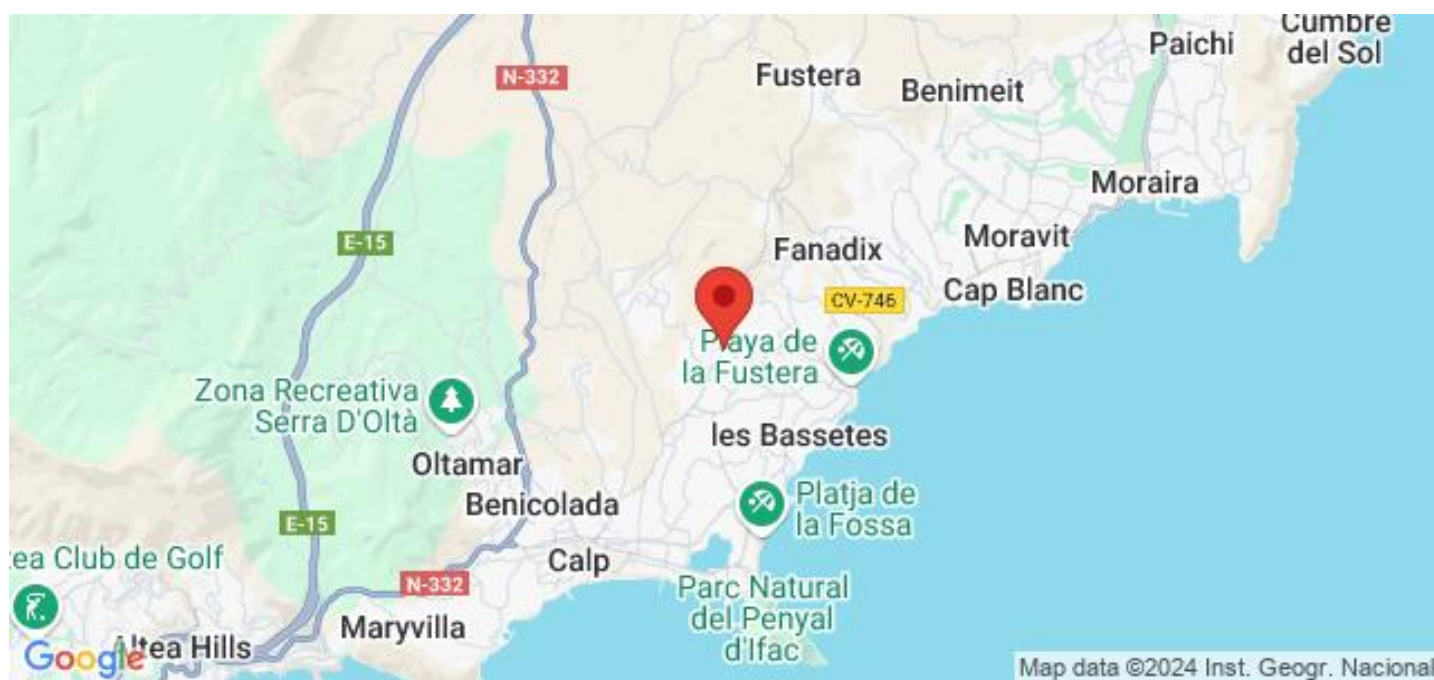 Cumbre
del Sol
Paichi
Fustera
Benimeit
N-332
Moraira
E-15
Fanadix
Moravit
Cap Blanc
CV-746
Playa de
la Fustera
Zona Recreativa
Serra D'Oltà
les Bassetes
Oltamar
Benicolada
Platja de
la Fossa
E-15
Calp
ea Club de Golf
N-332
Parc Natural
del Penyal
d'Ifac
Maryvilla
Altea Hills
Google
Map data ©2024 Inst. Geogr. Nacional